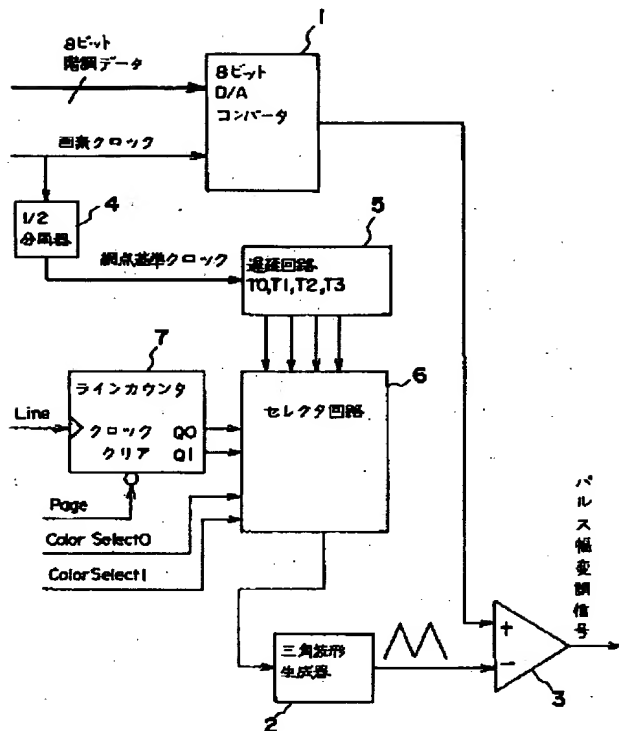 1
8ビット
階調データ
8ビット
D/A
コンバータ
画素クロック
4
1/2
分周器
5
網点基準クロック
遅延回路
T0,T1,T2,T3
7
6
ラインカウンタ
セレクタ回路
Line
クロック Q0
クリア Q1
Page
Color Select0
ColorSelect1
パルス幅変調信号
三角波形
生成器
+
−
2
3